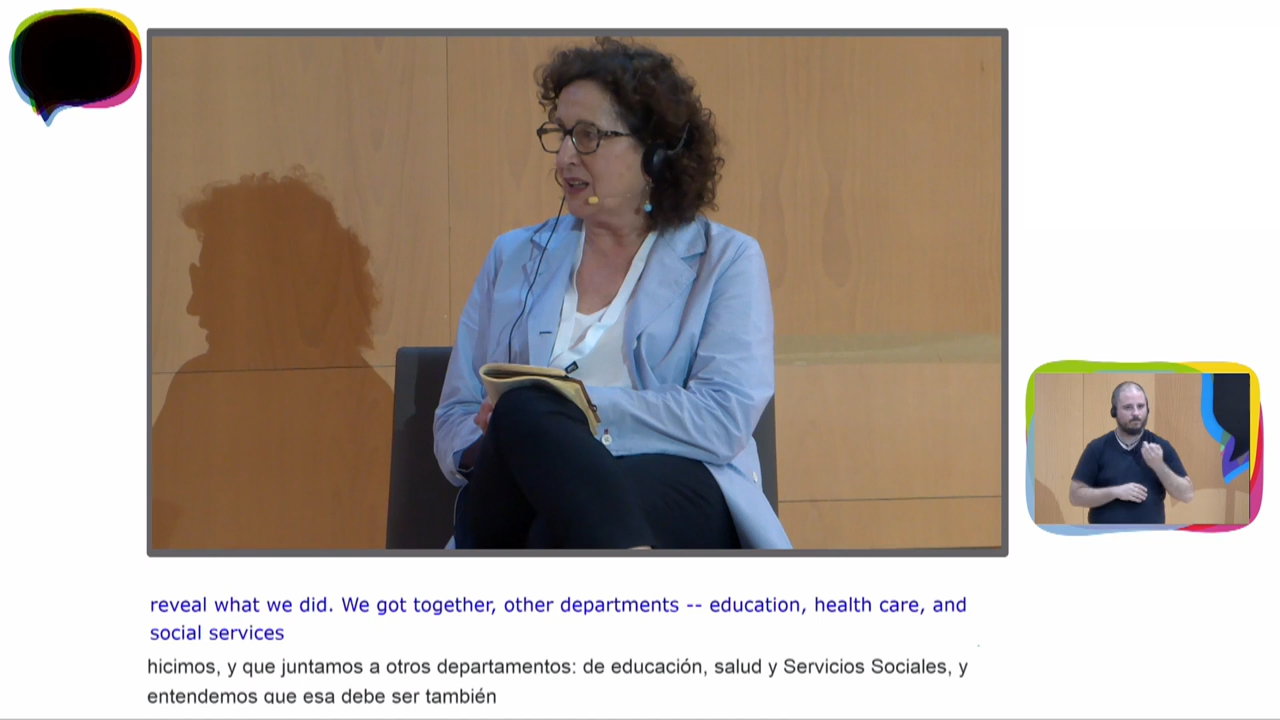 reveal what we did. We got together, other departments -- education, health care, and
social services
hicimos, y que juntamos a otros departamentos: de educación, salud y Servicios Sociales, y
entendemos que esa debe ser también